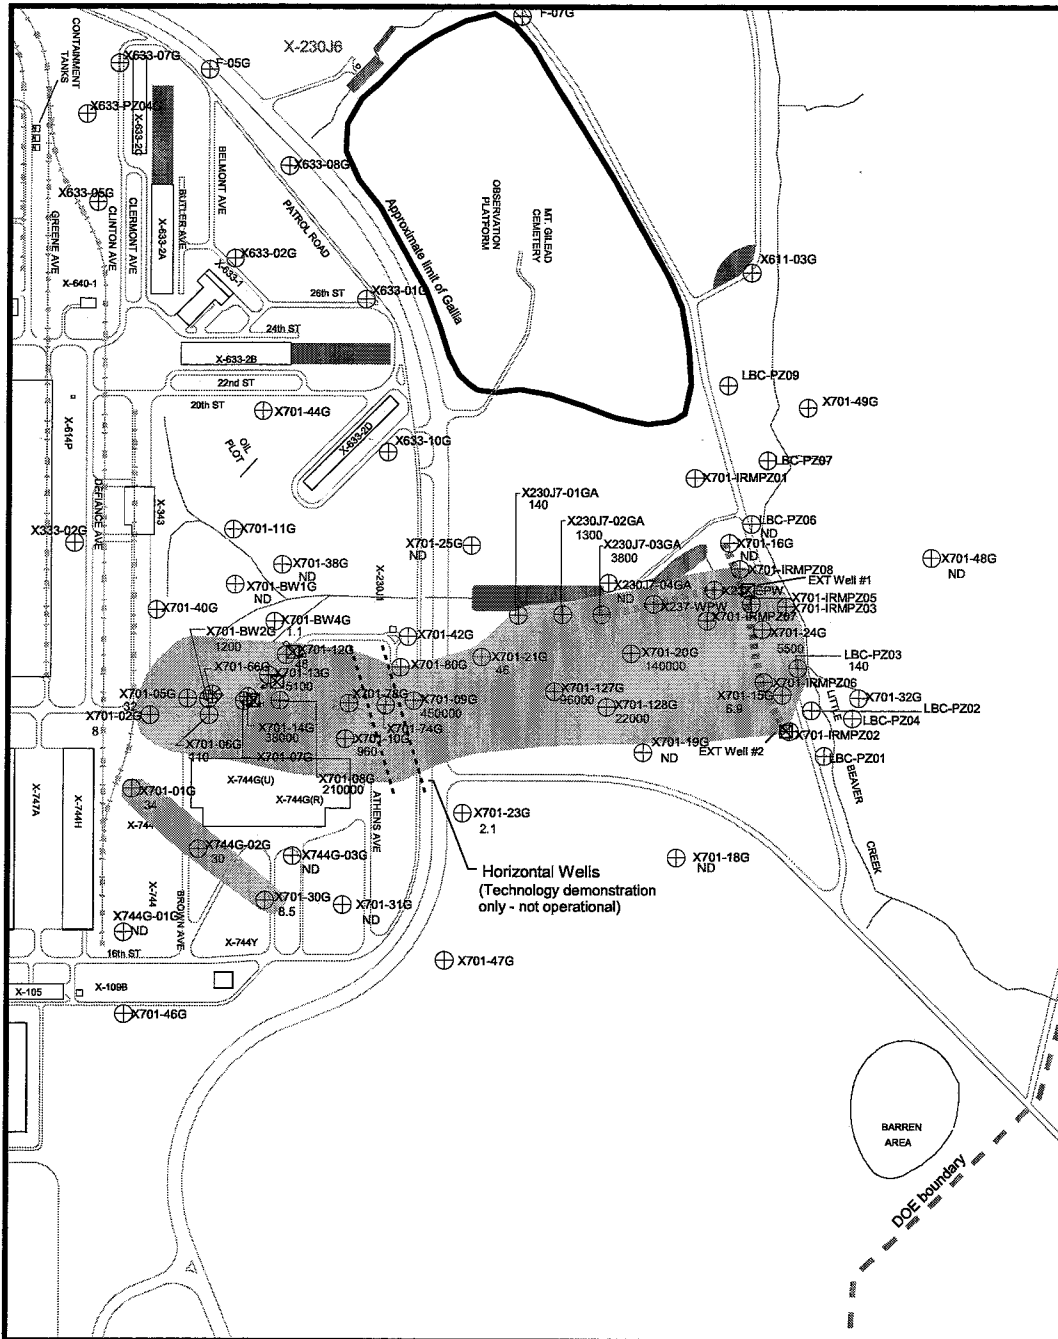 F-07G
CONTAINMENT
TANKS
X-230J6
X633-07G
F-05G
X633-PZ04G
X-633-2C
BELMONT AVE
X633-08G
X633-05G
GREENE AVE
CLINTON AVE
CLERMONT AVE
X-633-2A
BUTLER AVE
PATROL ROAD
Approximate limit of Gallia
OBSERVATION
PLATFORM
MT. GILEAD
CEMETERY
X633-02G
X-633-1
X611-03G
X-640-1
26th ST
X633-01G
24th ST
X-633-2B
22nd ST
20th ST
LBC-PZ09
X701-49G
X701-44G
X-614P
OIL
PLOT
X-633-2D
X633-10G
LBC-PZ07
X701-IRMPZ01
DEFIANCE AVE
X-343
X230J7-01GA
140
X230J7-02GA
1300
X230J7-03GA
3800
LBC-PZ06
ND
X333-02G
X701-11G
X701-25G
ND
X701-16G
ND
X701-48G
ND
X701-38G
ND
X-230J1
X701-IRMPZ08
X701-BW1G
ND
X230J7-04GA
ND
EXT Well #1
X701-40G
X237-WPW
X701-IRMPZ05
X701-IRMPZ03
X701-BW4G
1.1
X701-IRMPZ07
X701-BW2G
1200
X701-42G
X701-24G
5500
X701-12G
48
X701-66G
X701-60G
X701-21G
46
X701-20G
140000
LBC-PZ03
140
X701-13G
5100
X701-IRMPZ06
X701-05G
32
X701-78G
X701-09G
450000
X701-127G
96000
X701-15G
6.9
LITTLE
X701-32G
X701-128G
22000
LBC-PZ02
X701-02G
8
LBC-PZ04
X701-14G
38000
X701-74G
X701-06G
110
X701-10G
960
X701-IRMPZ02
X701-07G
X701-19G
ND
EXT Well #2
LBC-PZ01
X701-08G
210000
X-744G(U)
X-744G(R)
X701-01G
34
ATHENS AVE
BEAVER
X-747A
X-744H
X-744
X701-23G
2.1
X744G-02G
30
X744G-03G
ND
X701-18G
ND
CREEK
Horizontal Wells
(Technology demonstration
only - not operational)
X701-30G
8.5
X701-31G
ND
X-744
BROWN AVE
X744G-01G
ND
X-744Y
16th ST
X701-47G
X-105
X-109B
X701-46G
BARREN
AREA
DOE boundary